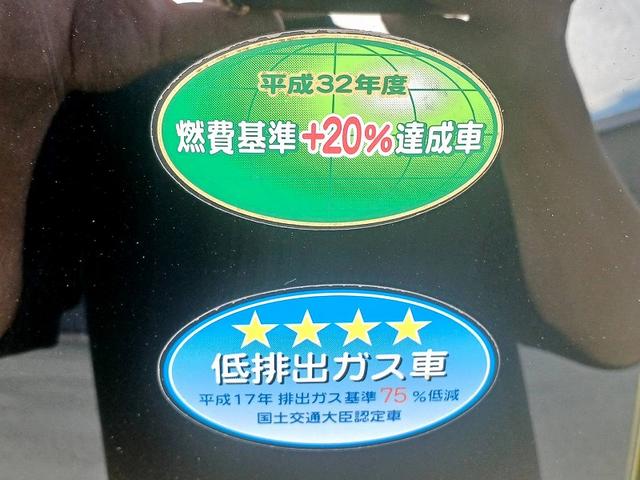 平成32年度
燃費基準+20%達成車
低排出ガス車
平成17年 排出ガス基準 75 %低減
国土交通大臣認定車